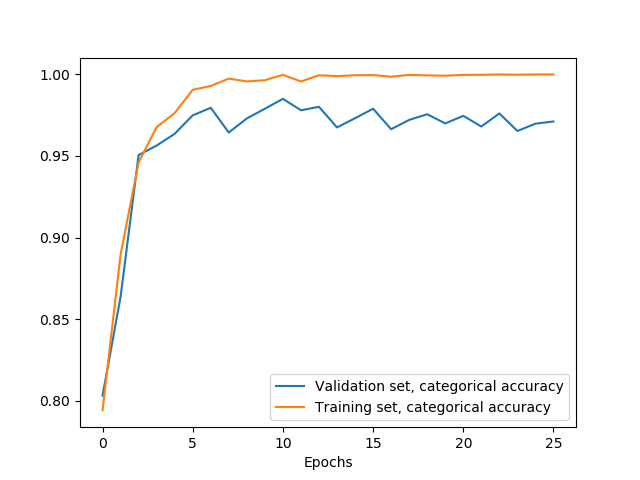 1.00
0.95
0.90
0.85
0.80
Validation set, categorical accuracy
Training set, categorical accuracy
0 5 10 15 20 25
Epochs